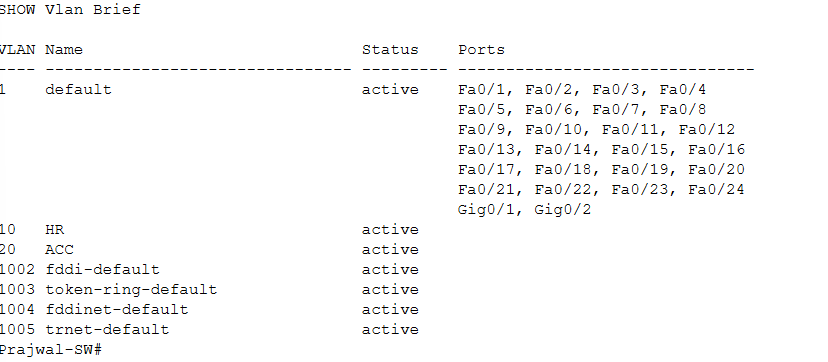 SHOW Vlan Brief
VLAN Name                             Status    Ports
---- -------------------------------- --------- -------------------------------
1    default                          active    Fa0/1, Fa0/2, Fa0/3, Fa0/4
                                                Fa0/5, Fa0/6, Fa0/7, Fa0/8
                                                Fa0/9, Fa0/10, Fa0/11, Fa0/12
                                                Fa0/13, Fa0/14, Fa0/15, Fa0/16
                                                Fa0/17, Fa0/18, Fa0/19, Fa0/20
                                                Fa0/21, Fa0/22, Fa0/23, Fa0/24
                                                Gig0/1, Gig0/2
10   HR                               active
20   ACC                              active
1002 fddi-default                     active
1003 token-ring-default               active
1004 fddinet-default                  active
1005 trnet-default                    active
Prajwal-SW#